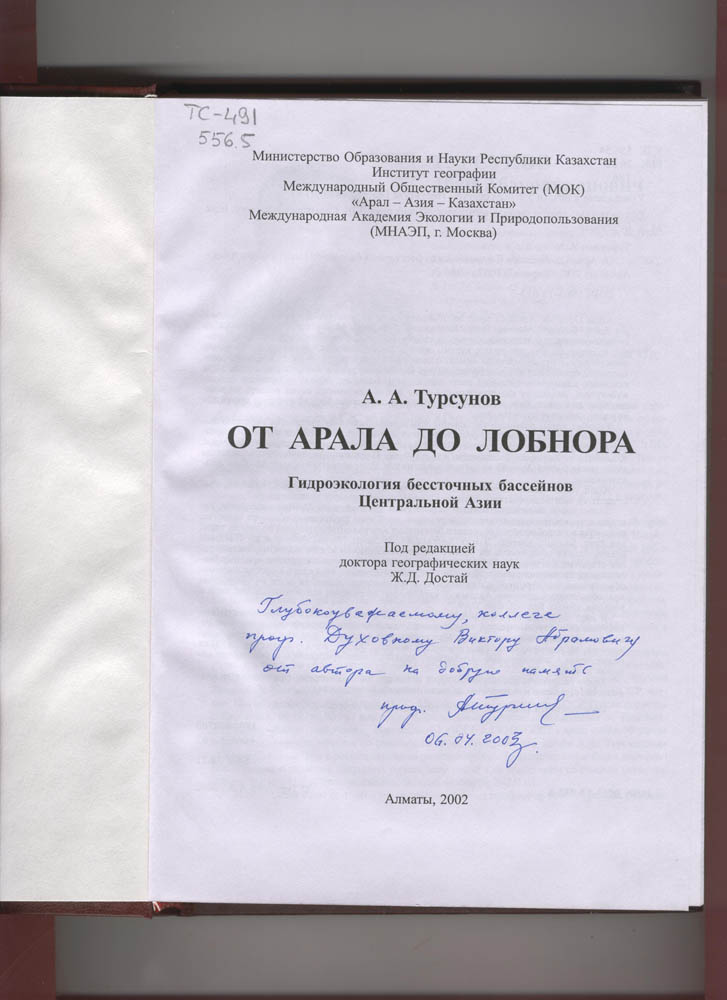 ТС-491
556.5
Министерство Образования и Науки Республики Казахстан
Институт географии
Международный Общественный Комитет (МОК)
«Арал – Азия – Казахстан»
Международная Академия Экологии и Природопользования
(МНАЭП, г. Москва)
А. А. Турсунов
ОТ АРАЛА ДО ЛОБНОРА
Гидроэкология бессточных бассейнов
Центральной Азии
Под редакцией
доктора географических наук
Ж.Д. Достай
Глубокоуважаемому, коллеге
проф. Духовному Виктору Абрамовичу
от автора на добрую память
проф.
06.04.2003.
Алматы, 2002